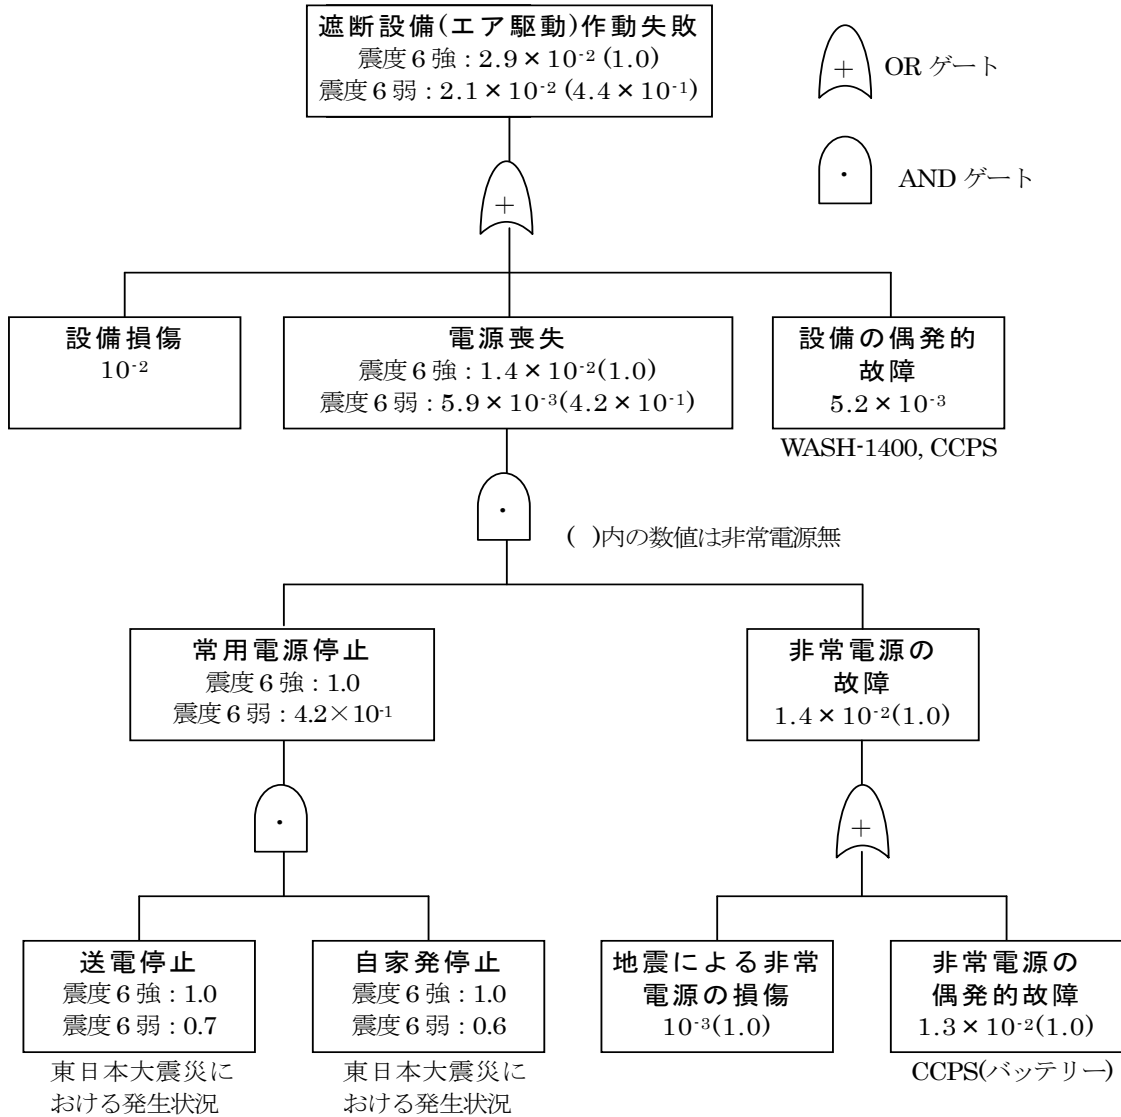 遮断設備(エア駆動)作動失敗
震度６強：2.9×10⁻² (1.0)
震度６弱：2.1×10⁻² (4.4×10⁻¹)
+
OR ゲート
・
AND ゲート
+
設備損傷
10⁻²
電源喪失
震度６強：1.4×10⁻²(1.0)
震度６弱：5.9×10⁻³(4.2×10⁻¹)
設備の偶発的
故障
5.2×10⁻³
WASH-1400, CCPS
・
(　)内の数値は非常電源無
常用電源停止
震度６強：1.0
震度６弱：4.2×10⁻¹
非常電源の
故障
1.4×10⁻²(1.0)
・
+
送電停止
震度６強：1.0
震度６弱：0.7
東日本大震災に
おける発生状況
自家発停止
震度６強：1.0
震度６弱：0.6
東日本大震災に
おける発生状況
地震による非常
電源の損傷
10⁻³(1.0)
非常電源の
偶発的故障
1.3×10⁻²(1.0)
CCPS(バッテリー)